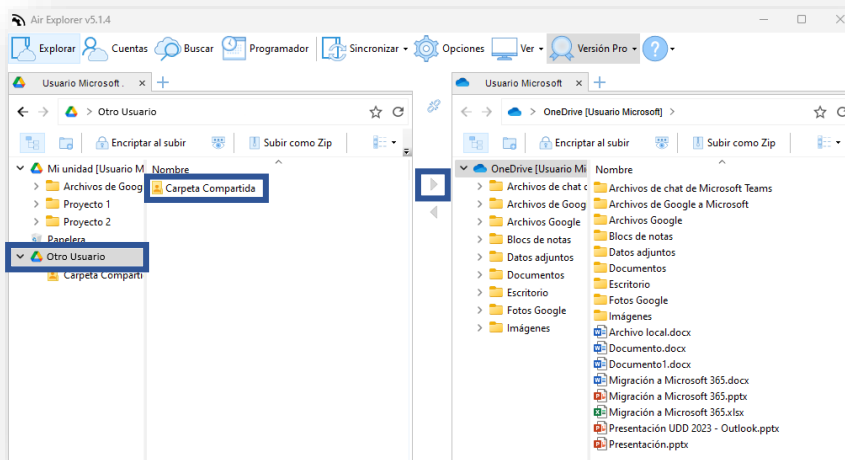 Air Explorer v5.1.4
Explorar Cuentas Buscar Programador Sincronizar Opciones Ver Versión Pro ?
Usuario Microsoft . × +
> Otro Usuario
Encriptar al subir Subir como Zip
Mi unidad [Usuario M
Archivos de Goog
Proyecto 1
Proyecto 2
Papelera
Otro Usuario
Carpeta Comparti
Nombre
Carpeta Compartida
Usuario Microsoft × +
> OneDrive [Usuario Microsoft] >
Encriptar al subir Subir como Zip
OneDrive [Usuario Mi
Archivos de chat c
Archivos de Goog
Archivos Google
Blocs de notas
Datos adjuntos
Documentos
Escritorio
Fotos Google
Imágenes
Nombre
Archivos de chat de Microsoft Teams
Archivos de Google a Microsoft
Archivos Google
Blocs de notas
Datos adjuntos
Documentos
Escritorio
Fotos Google
Imágenes
Archivo local.docx
Documento.docx
Documento1.docx
Migración a Microsoft 365.docx
Migración a Microsoft 365.pptx
Migración a Microsoft 365.xlsx
Presentación UDD 2023 - Outlook.pptx
Presentación.pptx